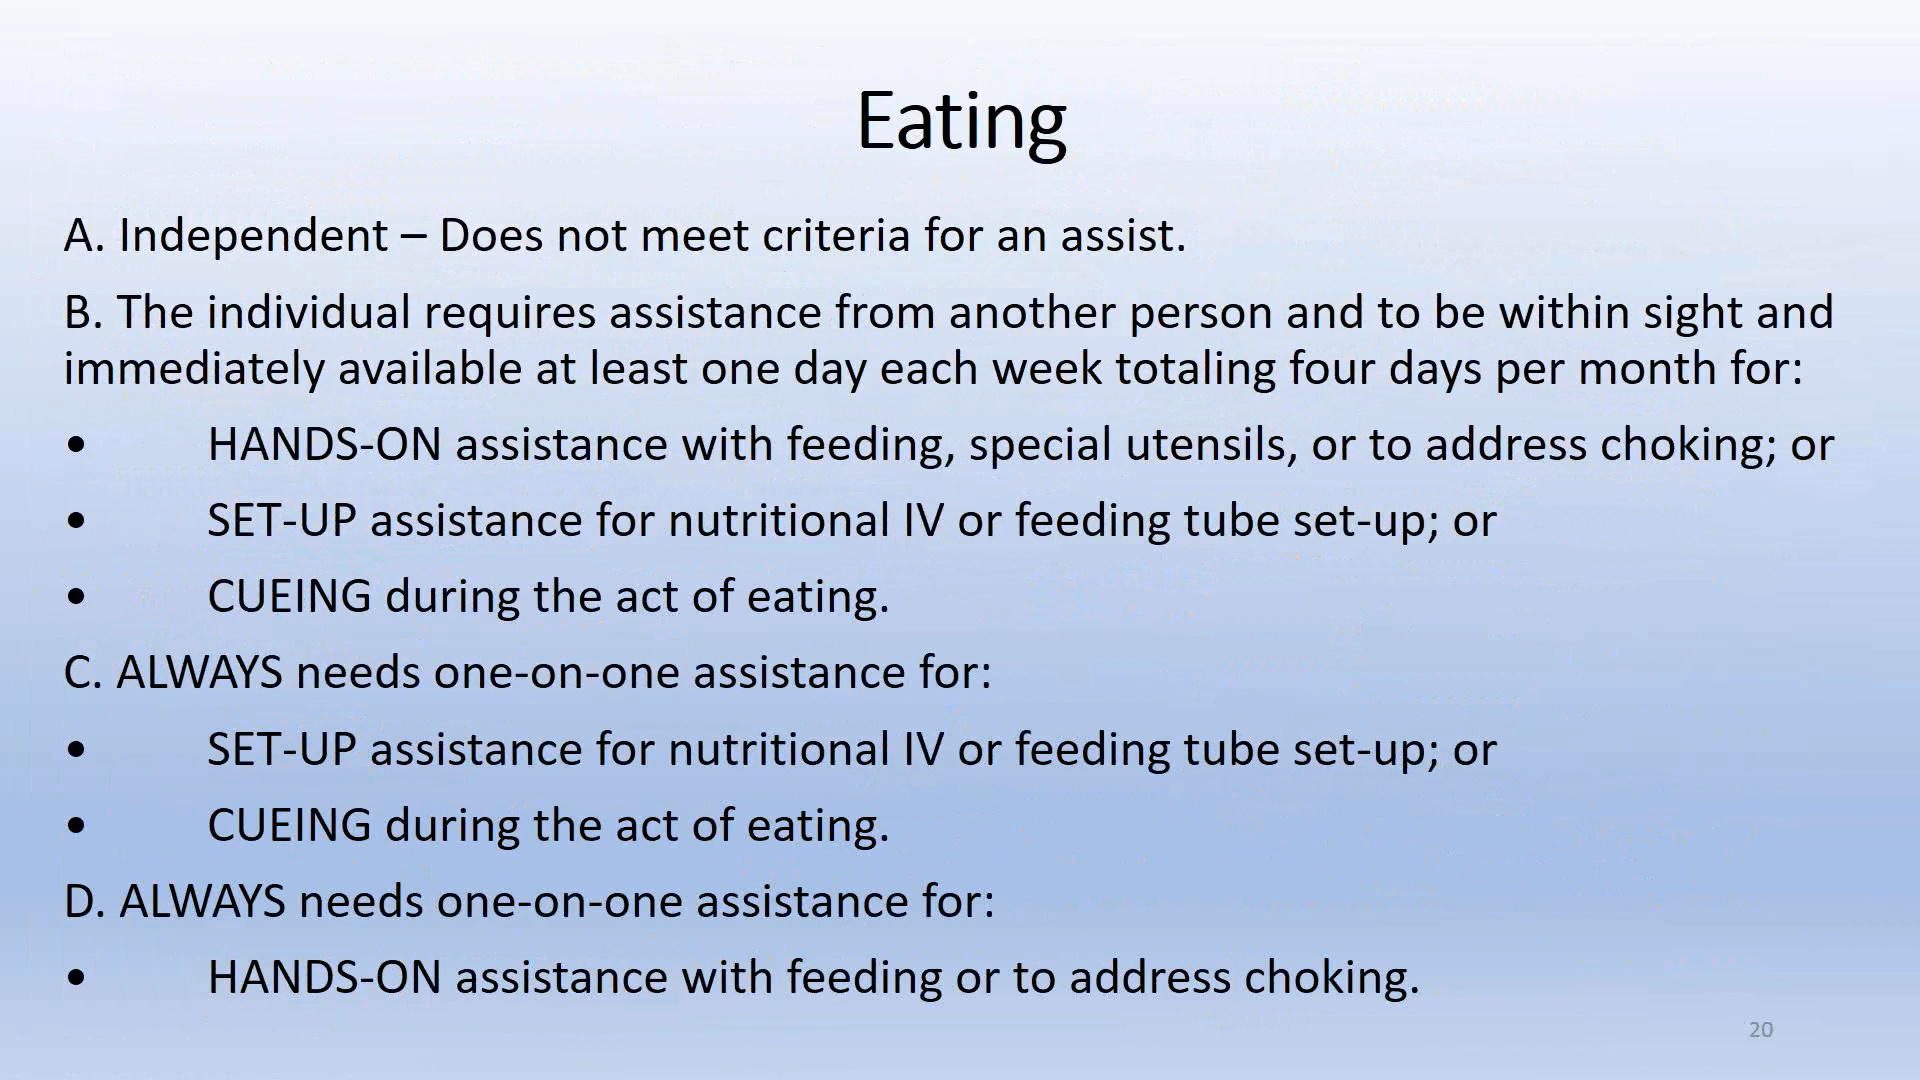 Eating
A. Independent – Does not meet criteria for an assist.
B. The individual requires assistance from another person and to be within sight and
immediately available at least one day each week totaling four days per month for:
• HANDS-ON assistance with feeding, special utensils, or to address choking; or
• SET-UP assistance for nutritional IV or feeding tube set-up; or
• CUEING during the act of eating.
C. ALWAYS needs one-on-one assistance for:
• SET-UP assistance for nutritional IV or feeding tube set-up; or
• CUEING during the act of eating.
D. ALWAYS needs one-on-one assistance for:
• HANDS-ON assistance with feeding or to address choking.
20